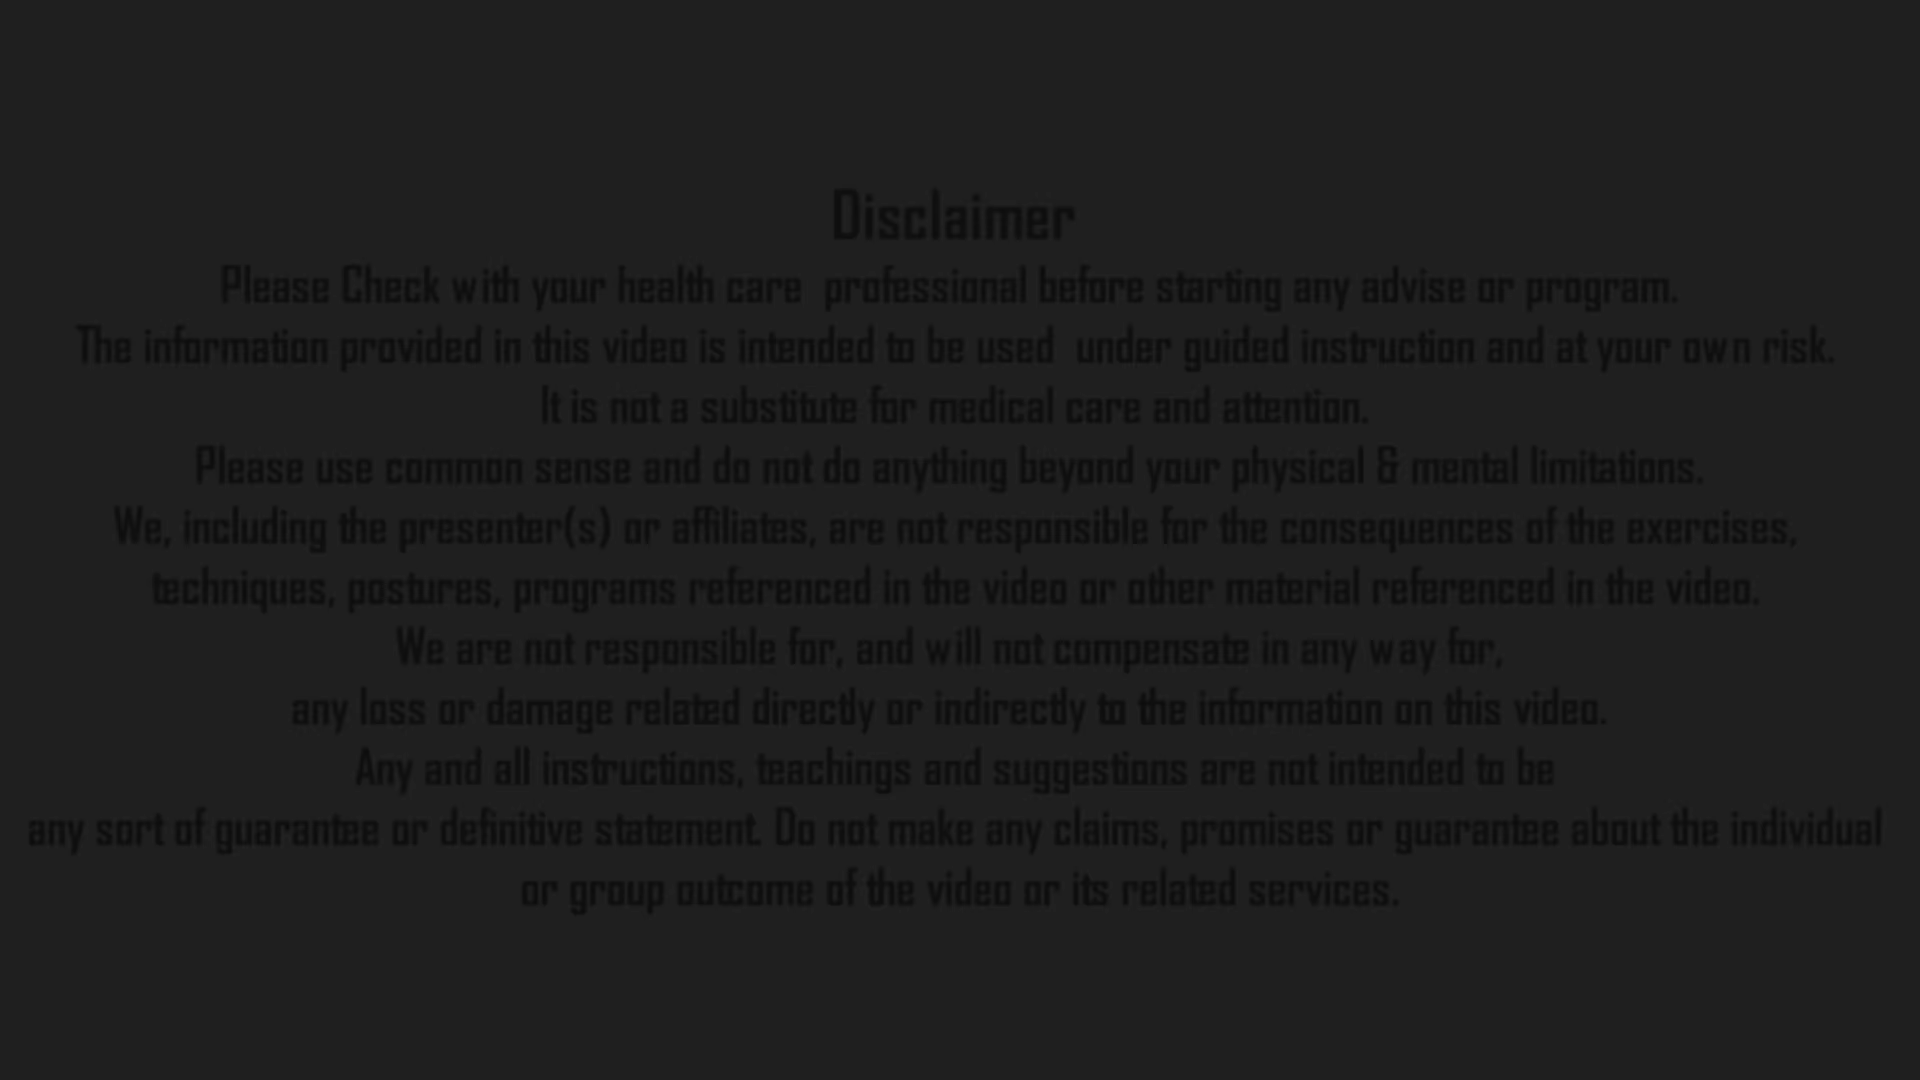 Disclaimer
Please Check with your health care professional before starting any advise or program.
The information provided in this video is intended to be used under guided instruction and at your own risk.
It is not a substitute for medical care and attention.
Please use common sense and do not do anything beyond your physical & mental limitations.
We, including the presenter(s) or affiliates, are not responsible for the consequences of the exercises,
techniques, postures, programs referenced in the video or other material referenced in the video.
We are not responsible for, and will not compensate in any way for,
any loss or damage related directly or indirectly to the information on this video.
Any and all instructions, teachings and suggestions are not intended to be
any sort of guarantee or definitive statement. Do not make any claims, promises or guarantee about the individual
or group outcome of the video or its related services.